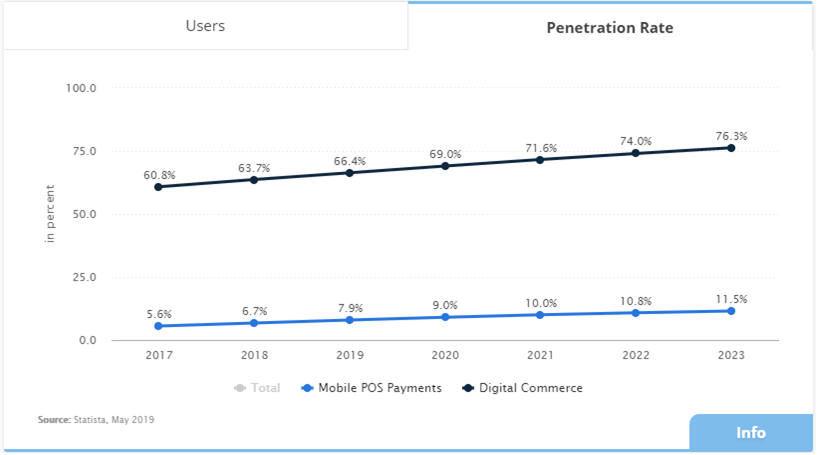 Users
Penetration Rate
100.0
75.0
50.0
25.0
0.0
in percent
60.8%
63.7%
66.4%
69.0%
71.6%
74.0%
76.3%
5.6%
6.7%
7.9%
9.0%
10.0%
10.8%
11.5%
2017 2018 2019 2020 2021 2022 2023
Total Mobile POS Payments Digital Commerce
Source: Statista, May 2019
Info